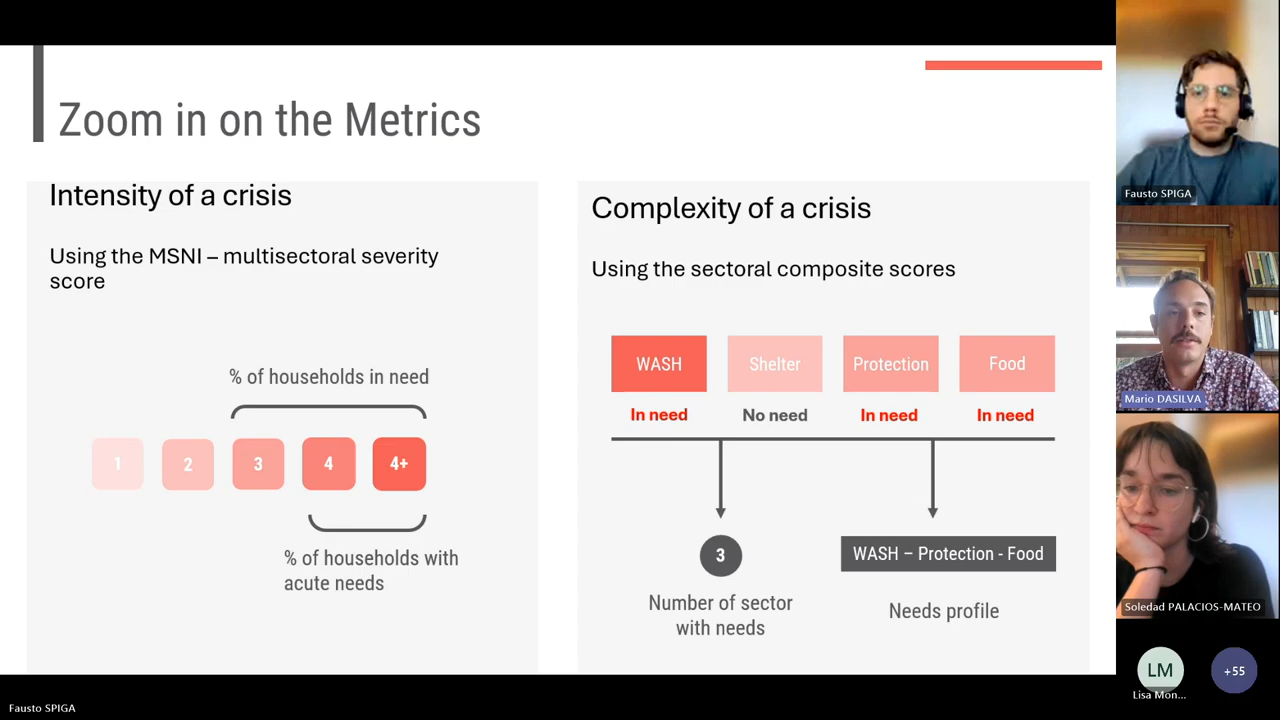 Zoom in on the Metrics
Intensity of a crisis
Using the MSNI – multisectoral severity
score
% of households in need
1
2
3
4
4+
% of households with
acute needs
Complexity of a crisis
Using the sectoral composite scores
WASH
Shelter
Protection
Food
In need
No need
In need
In need
3
WASH – Protection - Food
Number of sector
with needs
Needs profile
Fausto SPIGA
Mario DASILVA
Soledad PALACIOS-MATEO
LM
+55
Lisa Mon...
Fausto SPIGA